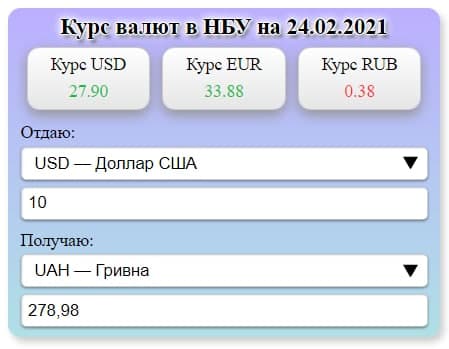 Курс валют в НБУ на 24.02.2021
Курс USD Курс EUR Курс RUB
27.90 33.88 0.38
Отдаю:
USD — Доллар США
10
Получаю:
UAH — Гривна
278,98